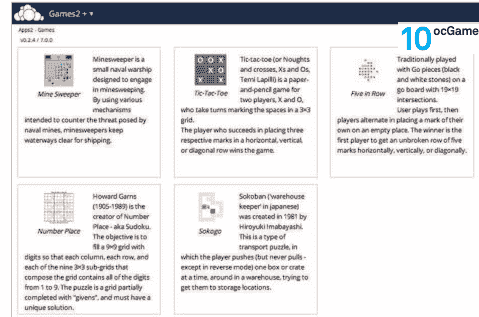 Games2 +
10 ocGame
Apps2 - Games
v0.2.4 / 7.0.0
Mine Sweeper
Minesweeper is a
small naval warship
designed to engage
in minesweeping.
By using various
mechanisms
intended to counter the threat posed by
naval mines, minesweepers keep
waterways clear for shipping.
Tic-Tac-Toe
Tic-tac-toe (or Noughts
and crosses, Xs and Os,
Temi Lapilli) is a paper-
and-pencil game for
two players, X and O,
who take turns marking the spaces in a 3×3
grid.
The player who succeeds in placing three
respective marks in a horizontal, vertical,
or diagonal row wins the game.
Five in Row
Traditionally played
with Go pieces (black
and white stones) on a
go board with 19×19
intersections.
User plays first, then
players alternate in placing a mark of their
own on an empty place. The winner is the
first player to get an unbroken row of five
marks horizontally, vertically, or diagonally.
Number Place
Howard Garns
(1905-1989) is the
creator of Number
Place - aka Sudoku.
The objective is to
fill a 9×9 grid with
digits so that each column, each row, and
each of the nine 3×3 sub-grids that
compose the grid contains all of the digits
from 1 to 9. The puzzle is a grid partially
completed with "givens", and must have a
unique solution.
Sokogo
Sokoban ('warehouse
keeper' in japanese)
was created in 1981 by
Hiroyuki Imabayashi.
This is a type of
transport puzzle, in
which the player pushes (but never pulls -
except in reverse mode) one box or crate
at a time, around in a warehouse, trying to
get them to storage locations.